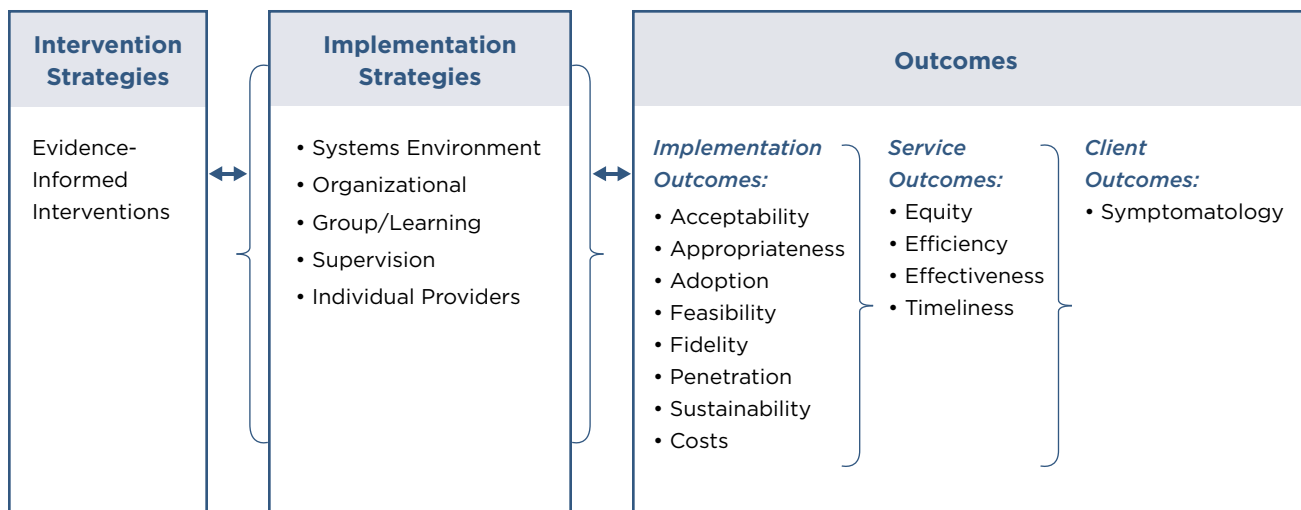 Intervention
Strategies
Evidence-
Informed
Interventions
Implementation
Strategies
• Systems Environment
• Organizational
• Group/Learning
• Supervision
• Individual Providers
Outcomes
Implementation
Outcomes:
• Acceptability
• Appropriateness
• Adoption
• Feasibility
• Fidelity
• Penetration
• Sustainability
• Costs
Service
Outcomes:
• Equity
• Efficiency
• Effectiveness
• Timeliness
Client
Outcomes:
• Symptomatology